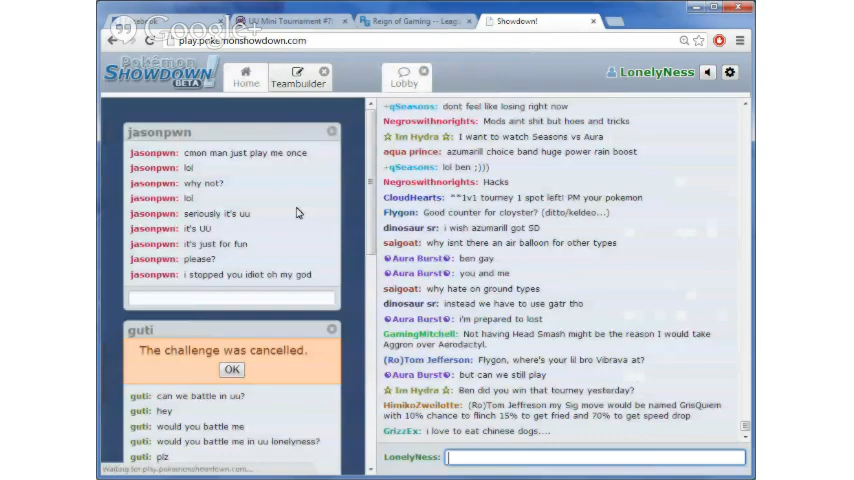 Facebook
UU Mini Tournament #7:
Reign of Gaming -- Leag
Showdown!
Google+
play.pokemonshowdown.com
Pokémon
SHOWDOWN
BETA
Home
Teambuilder
Lobby
LonelyNess
jasonpwn
jasonpwn: cmon man just play me once
jasonpwn: lol
jasonpwn: why not?
jasonpwn: lol
jasonpwn: seriously it's uu
jasonpwn: it's UU
jasonpwn: it's just for fun
jasonpwn: please?
jasonpwn: i stopped you idiot oh my god
guti
The challenge was cancelled.
OK
guti: can we battle in uu?
guti: hey
guti: would you battle me
guti: would you battle me in uu lonelyness?
guti: plz
Waiting for play.pokemonshowdown.com...
+qSeasons: dont feel like losing right now
Negroswithnorights: Mods ant shit but hoes and tricks
☆ Im Hydra ☆: I want to watch Seasons vs Aura
aqua prince: azumarill choice band huge power rain boost
+qSeasons: lol ben ;)))
Negroswithnorights: Hacks
CloudHearts: **1v1 tourney 1 spot left! PM your pokemon
Flygon: Good counter for cloyster? (ditto/keldeo...)
dinosaur sr: i wish azumarill got SD
saigoat: why isnt there an air balloon for other types
☯Aura Burst☯: ben gay
☯Aura Burst☯: you and me
saigoat: why hate on ground types
dinosaur sr: instead we have to use gatr tho
☯Aura Burst☯: i'm prepared to lost
GamingMitchell: Not having Head Smash might be the reason I would take
Aggron over Aerodactyl.
(Ro)Tom Jefferson: Flygon, where's your lil bro Vibrava at?
☯Aura Burst☯: but can we still play
☆ Im Hydra ☆: Ben did you win that tourney yesterday?
HimikoZweilotte: (Ro)Tom Jeffreson my Sig move would be named GrisQuiem
with 10% chance to flinch 15% to get fried and 70% to get speed drop
GrizzEx: i love to eat chinese dogs....
LonelyNess: